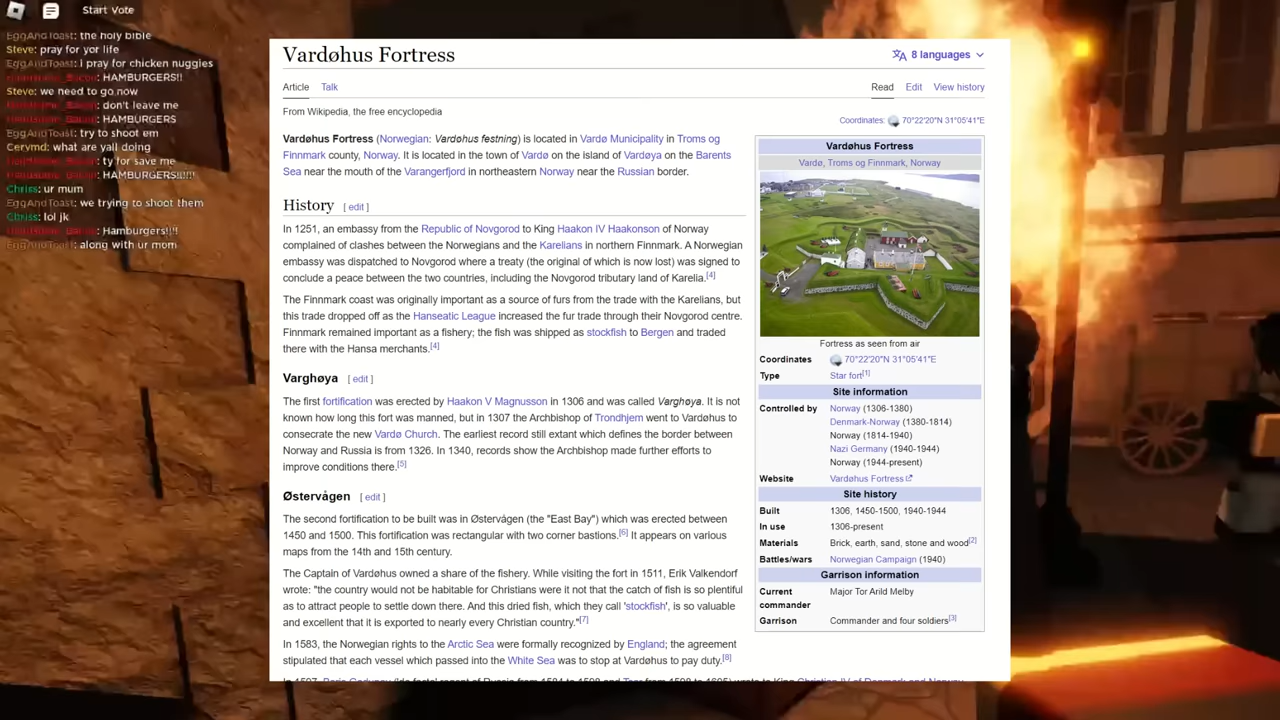 Start Vote
EggAndToast: the holy bible
Steve: pray for yor life
EggAndToast: i pray for chicken nuggies
HAMBURGERS!!
Steve: we need to go now
don't leave me
HAMBURGERS
EggAndToast: try to shoot em
Cerymd: what are yall doing
ty for save me
HAMBURGERS!!!!!
Chriss: ur mum
EggAndToast: we trying to shoot them
Chriss: lol jk
Hamburgers!!!
EggAndToast: along with ur mom
Vardøhus Fortress
8 languages
Article Talk
Read Edit View history
From Wikipedia, the free encyclopedia
Coordinates: 70°22′20″N 31°05′41″E
Vardøhus Fortress (Norwegian: Vardøhus festning) is located in Vardø Municipality in Troms og
Finnmark county, Norway. It is located in the town of Vardø on the island of Vardøya on the Barents
Sea near the mouth of the Varangerfjord in northeastern Norway near the Russian border.
History [ edit ]
In 1251, an embassy from the Republic of Novgorod to King Haakon IV Haakonson of Norway
complained of clashes between the Norwegians and the Karelians in northern Finnmark. A Norwegian
embassy was dispatched to Novgorod where a treaty (the original of which is now lost) was signed to
conclude a peace between the two countries, including the Novgorod tributary land of Karelia.[4]
The Finnmark coast was originally important as a source of furs from the trade with the Karelians, but
this trade dropped off as the Hanseatic League increased the fur trade through their Novgorod centre.
Finnmark remained important as a fishery; the fish was shipped as stockfish to Bergen and traded
there with the Hansa merchants.[4]
Varghøya [ edit ]
The first fortification was erected by Haakon V Magnusson in 1306 and was called Varghøya. It is not
known how long this fort was manned, but in 1307 the Archbishop of Trondhjem went to Vardøhus to
consecrate the new Vardø Church. The earliest record still extant which defines the border between
Norway and Russia is from 1326. In 1340, records show the Archbishop made further efforts to
improve conditions there.[5]
Østervågen [ edit ]
The second fortification to be built was in Østervågen (the "East Bay") which was erected between
1450 and 1500. This fortification was rectangular with two corner bastions.[6] It appears on various
maps from the 14th and 15th century.
The Captain of Vardøhus owned a share of the fishery. While visiting the fort in 1511, Erik Valkendorf
wrote: "the country would not be habitable for Christians were it not that the catch of fish is so plentiful
as to attract people to settle down there. And this dried fish, which they call 'stockfish', is so valuable
and excellent that it is exported to nearly every Christian country."[7]
In 1583, the Norwegian rights to the Arctic Sea were formally recognized by England; the agreement
stipulated that each vessel which passed into the White Sea was to stop at Vardøhus to pay duty.[8]
Vardøhus Fortress
Vardø, Troms og Finnmark, Norway
Fortress as seen from air
Coordinates 70°22′20″N 31°05′41″E
Type Star fort[1]
Site information
Controlled by Norway (1306-1380)
Denmark-Norway (1380-1814)
Norway (1814-1940)
Nazi Germany (1940-1944)
Norway (1944-present)
Website Vardøhus Fortress
Site history
Built 1306, 1450-1500, 1940-1944
In use 1306-present
Materials Brick, earth, sand, stone and wood[2]
Battles/wars Norwegian Campaign (1940)
Garrison information
Current Major Tor Arild Melby
commander
Garrison Commander and four soldiers[3]